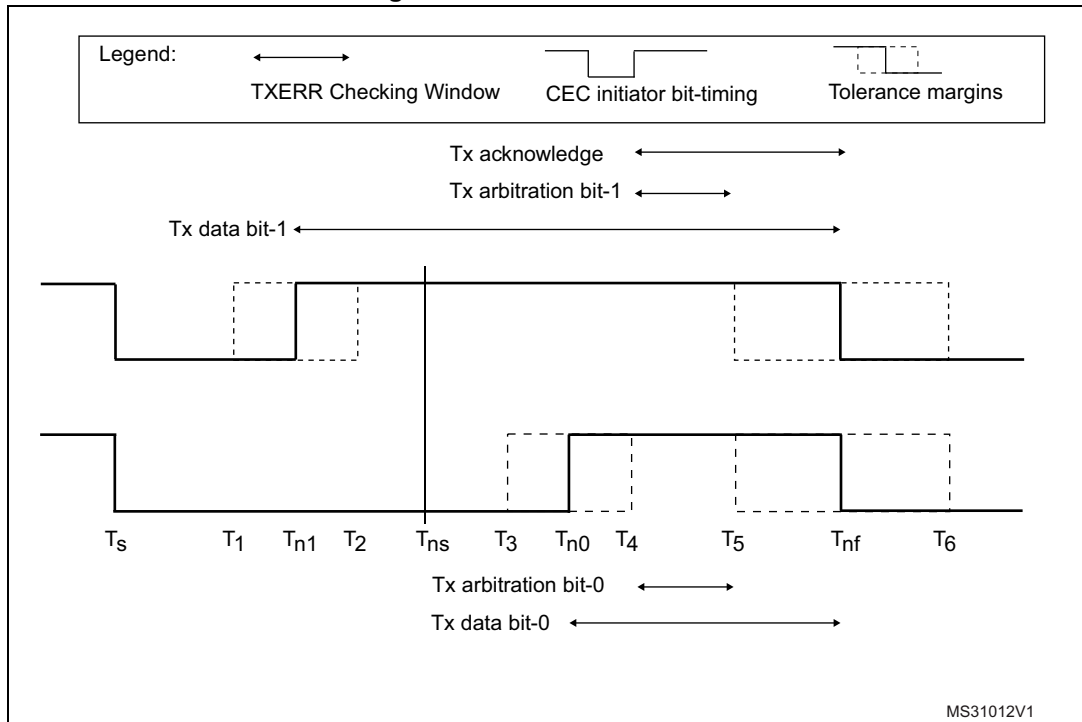 Legend:
TXERR Checking Window
CEC initiator bit-timing
Tolerance margins
Tx acknowledge
Tx arbitration bit-1
Tx data bit-1
Ts T1 Tn1 T2 Tns T3 Tn0 T4 T5 Tnf T6
Tx arbitration bit-0
Tx data bit-0
MS31012V1